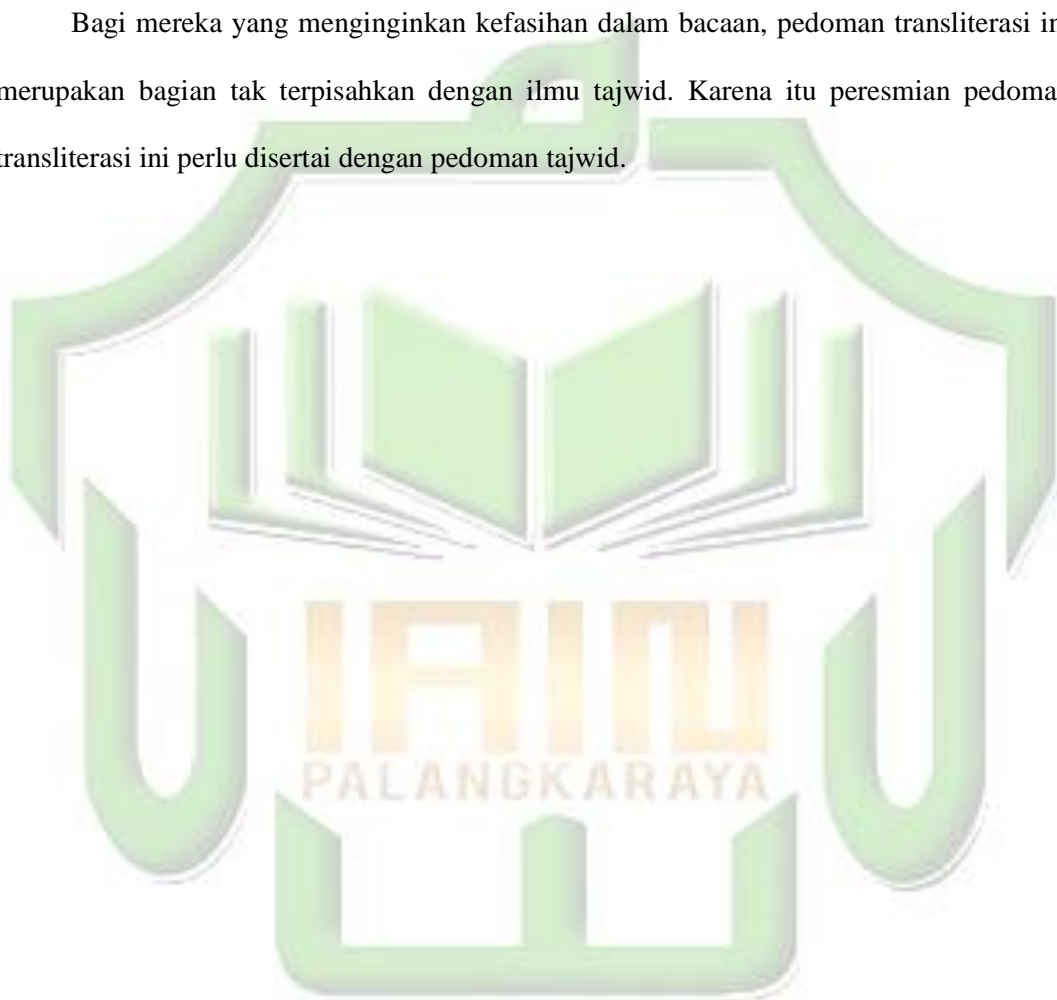 Bagi mereka yang menginginkan kefasihan dalam bacaan, pedoman transliterasi in
merupakan bagian tak terpisahkan dengan ilmu tajwid. Karena itu peresmian pedoma
transliterasi ini perlu disertai dengan pedoman tajwid.
IAIN
PALANGKARAYA